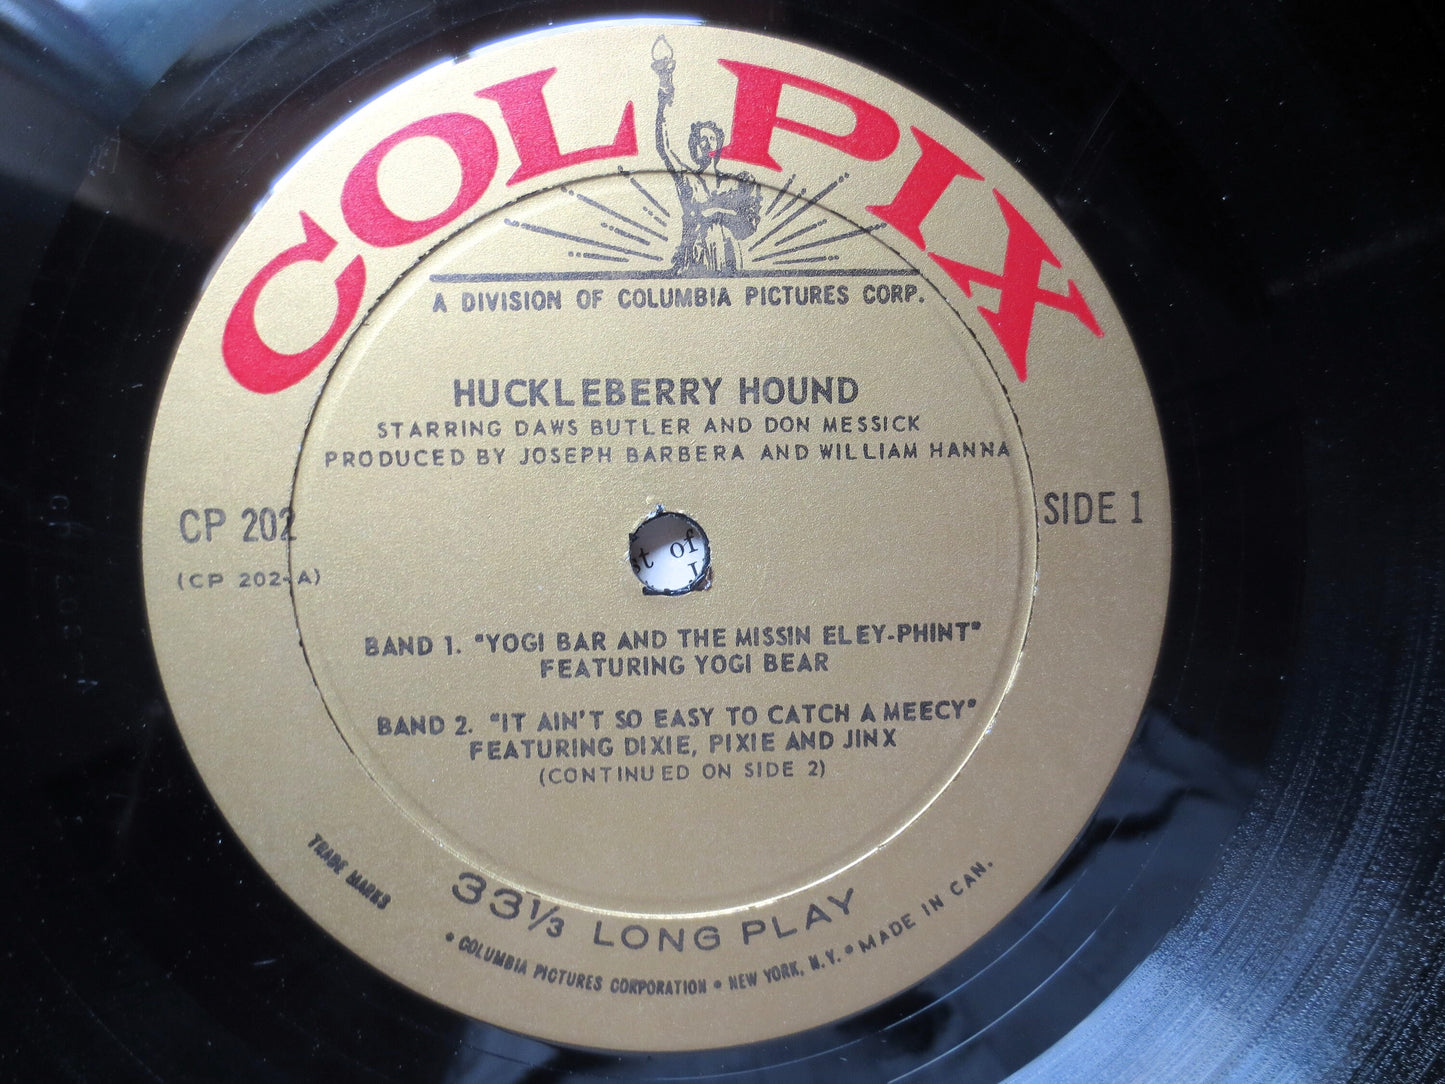 COLPIX
A DIVISION OF COLUMBIA PICTURES CORP.
HUCKLEBERRY HOUND
STARRING DAWS BUTLER AND DON MESSICK
PRODUCED BY JOSEPH BARBERA AND WILLIAM HANNA
CP 202
(CP 202-A)
SIDE 1
st of
BAND 1. "YOGI BAR AND THE MISSIN ELEY-PHINT"
FEATURING YOGI BEAR
BAND 2. "IT AIN'T SO EASY TO CATCH A MEECY"
FEATURING DIXIE, PIXIE AND JINX
(CONTINUED ON SIDE 2)
TRADE MARKS
33⅓ LONG PLAY
• COLUMBIA PICTURES CORPORATION • NEW YORK, N.Y. • MADE IN CAN.